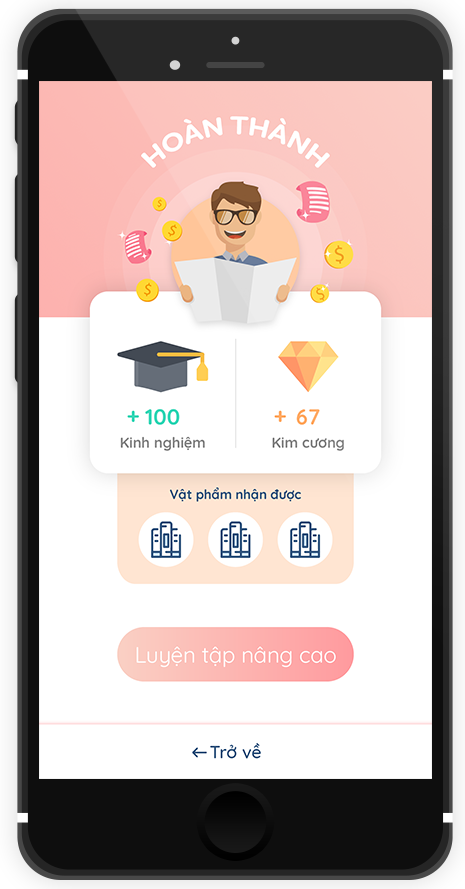 HOÀN THÀNH
+ 100
Kinh nghiệm
+ 67
Kim cương
Vật phẩm nhận được
Luyện tập nâng cao
←Trở về